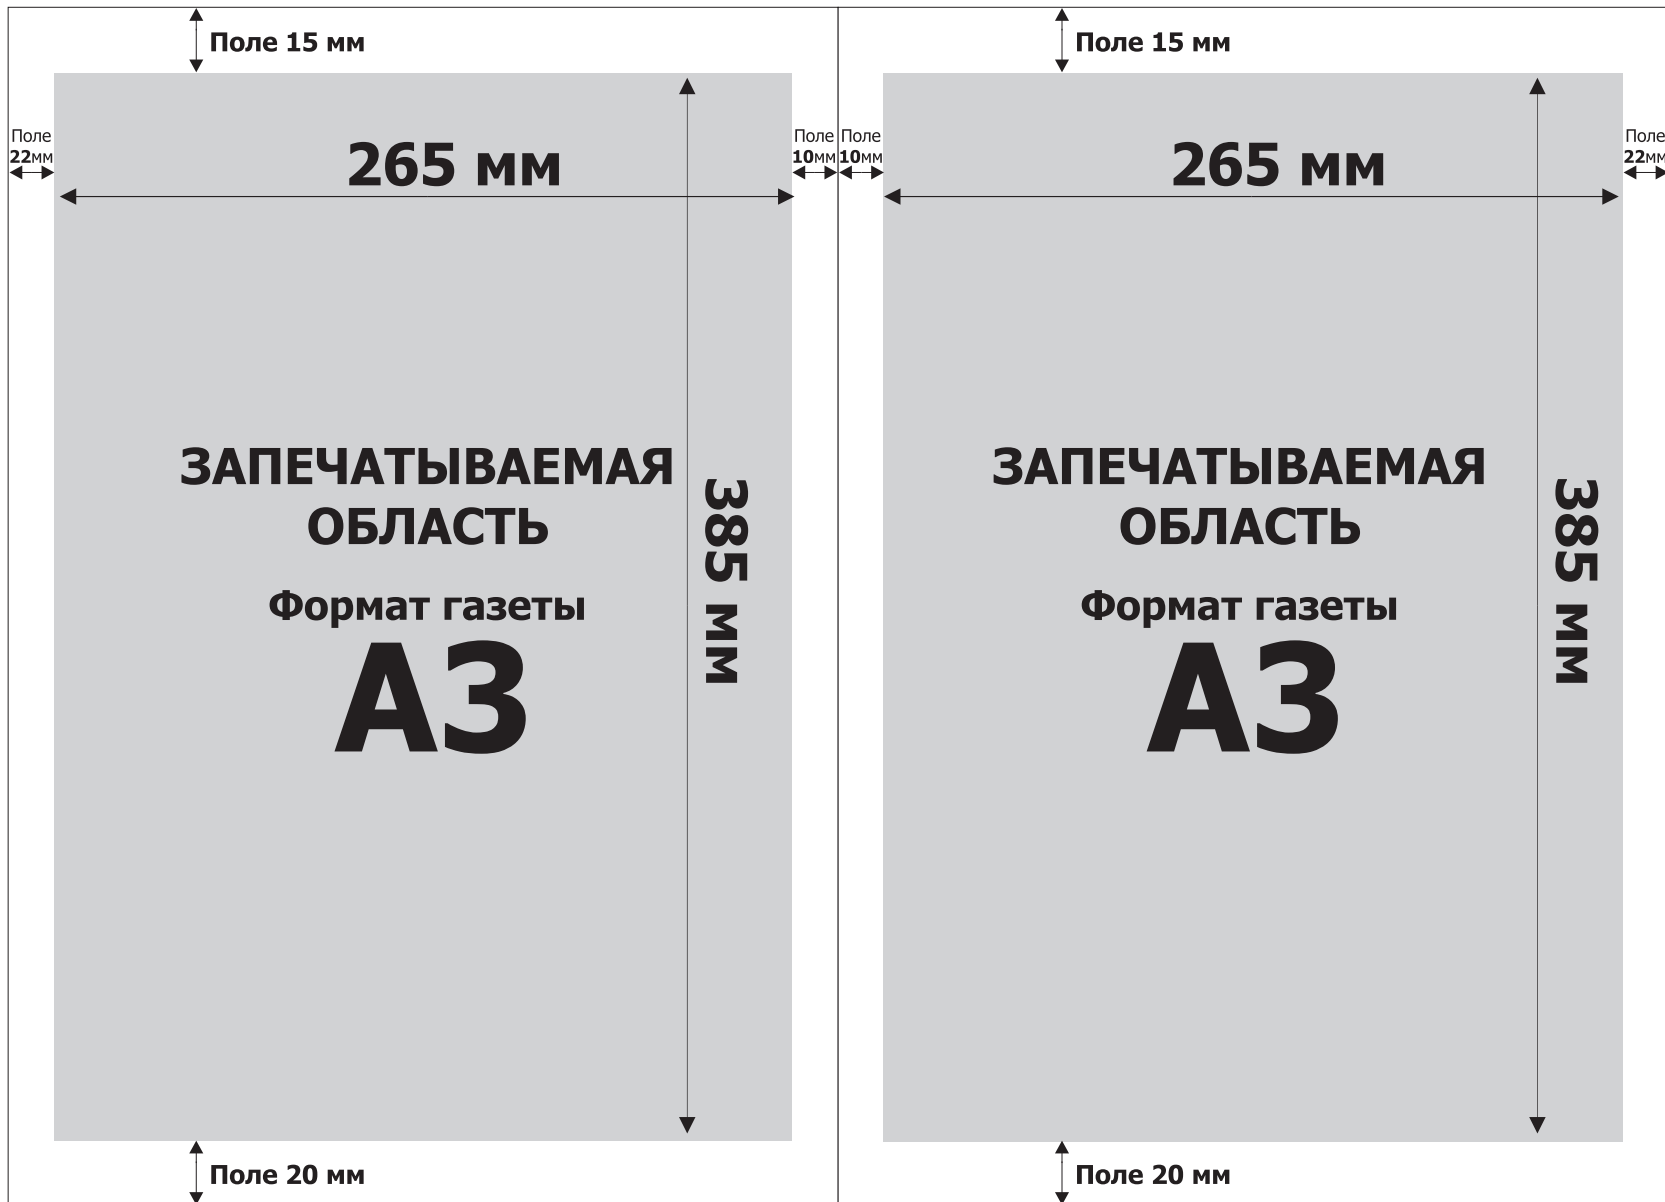 Поле 15 мм
Поле
22мм
265 мм
Поле
10мм
ЗАПЕЧАТЫВАЕМАЯ
ОБЛАСТЬ
Формат газеты
А3
385 мм
Поле 20 мм
Поле 15 мм
Поле
10мм
265 мм
Поле
22мм
ЗАПЕЧАТЫВАЕМАЯ
ОБЛАСТЬ
Формат газеты
А3
385 мм
Поле 20 мм